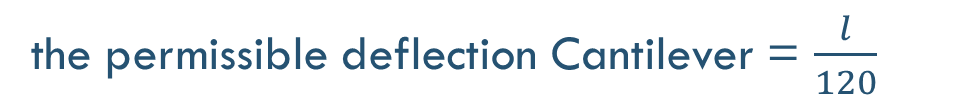 the permissible deflection Cantilever = l/120